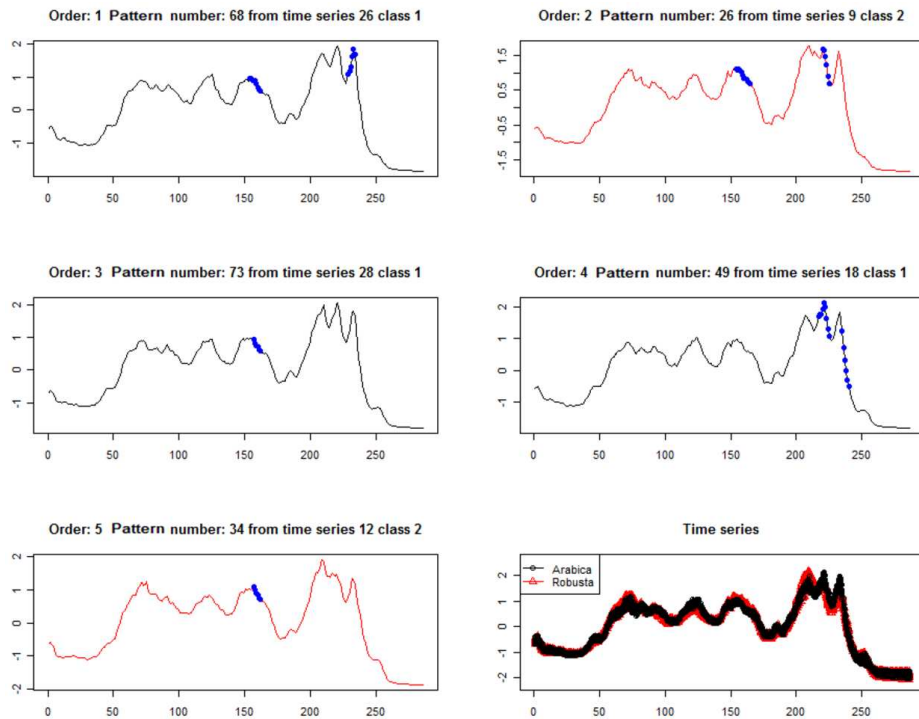 Order: 1 Pattern number: 68 from time series 26 class 1
2
1
0
-1
0 50 100 150 200 250
Order: 2 Pattern number: 26 from time series 9 class 2
1.5
0.5
-0.5
-1.5
0 50 100 150 200 250
Order: 3 Pattern number: 73 from time series 28 class 1
2
1
0
-1
0 50 100 150 200 250
Order: 4 Pattern number: 49 from time series 18 class 1
2
1
0
-1
0 50 100 150 200 250
Order: 5 Pattern number: 34 from time series 12 class 2
2
1
0
-1
-2
0 50 100 150 200 250
Time series
Arabica
Robusta
2
1
0
-1
-2
0 50 100 150 200 250